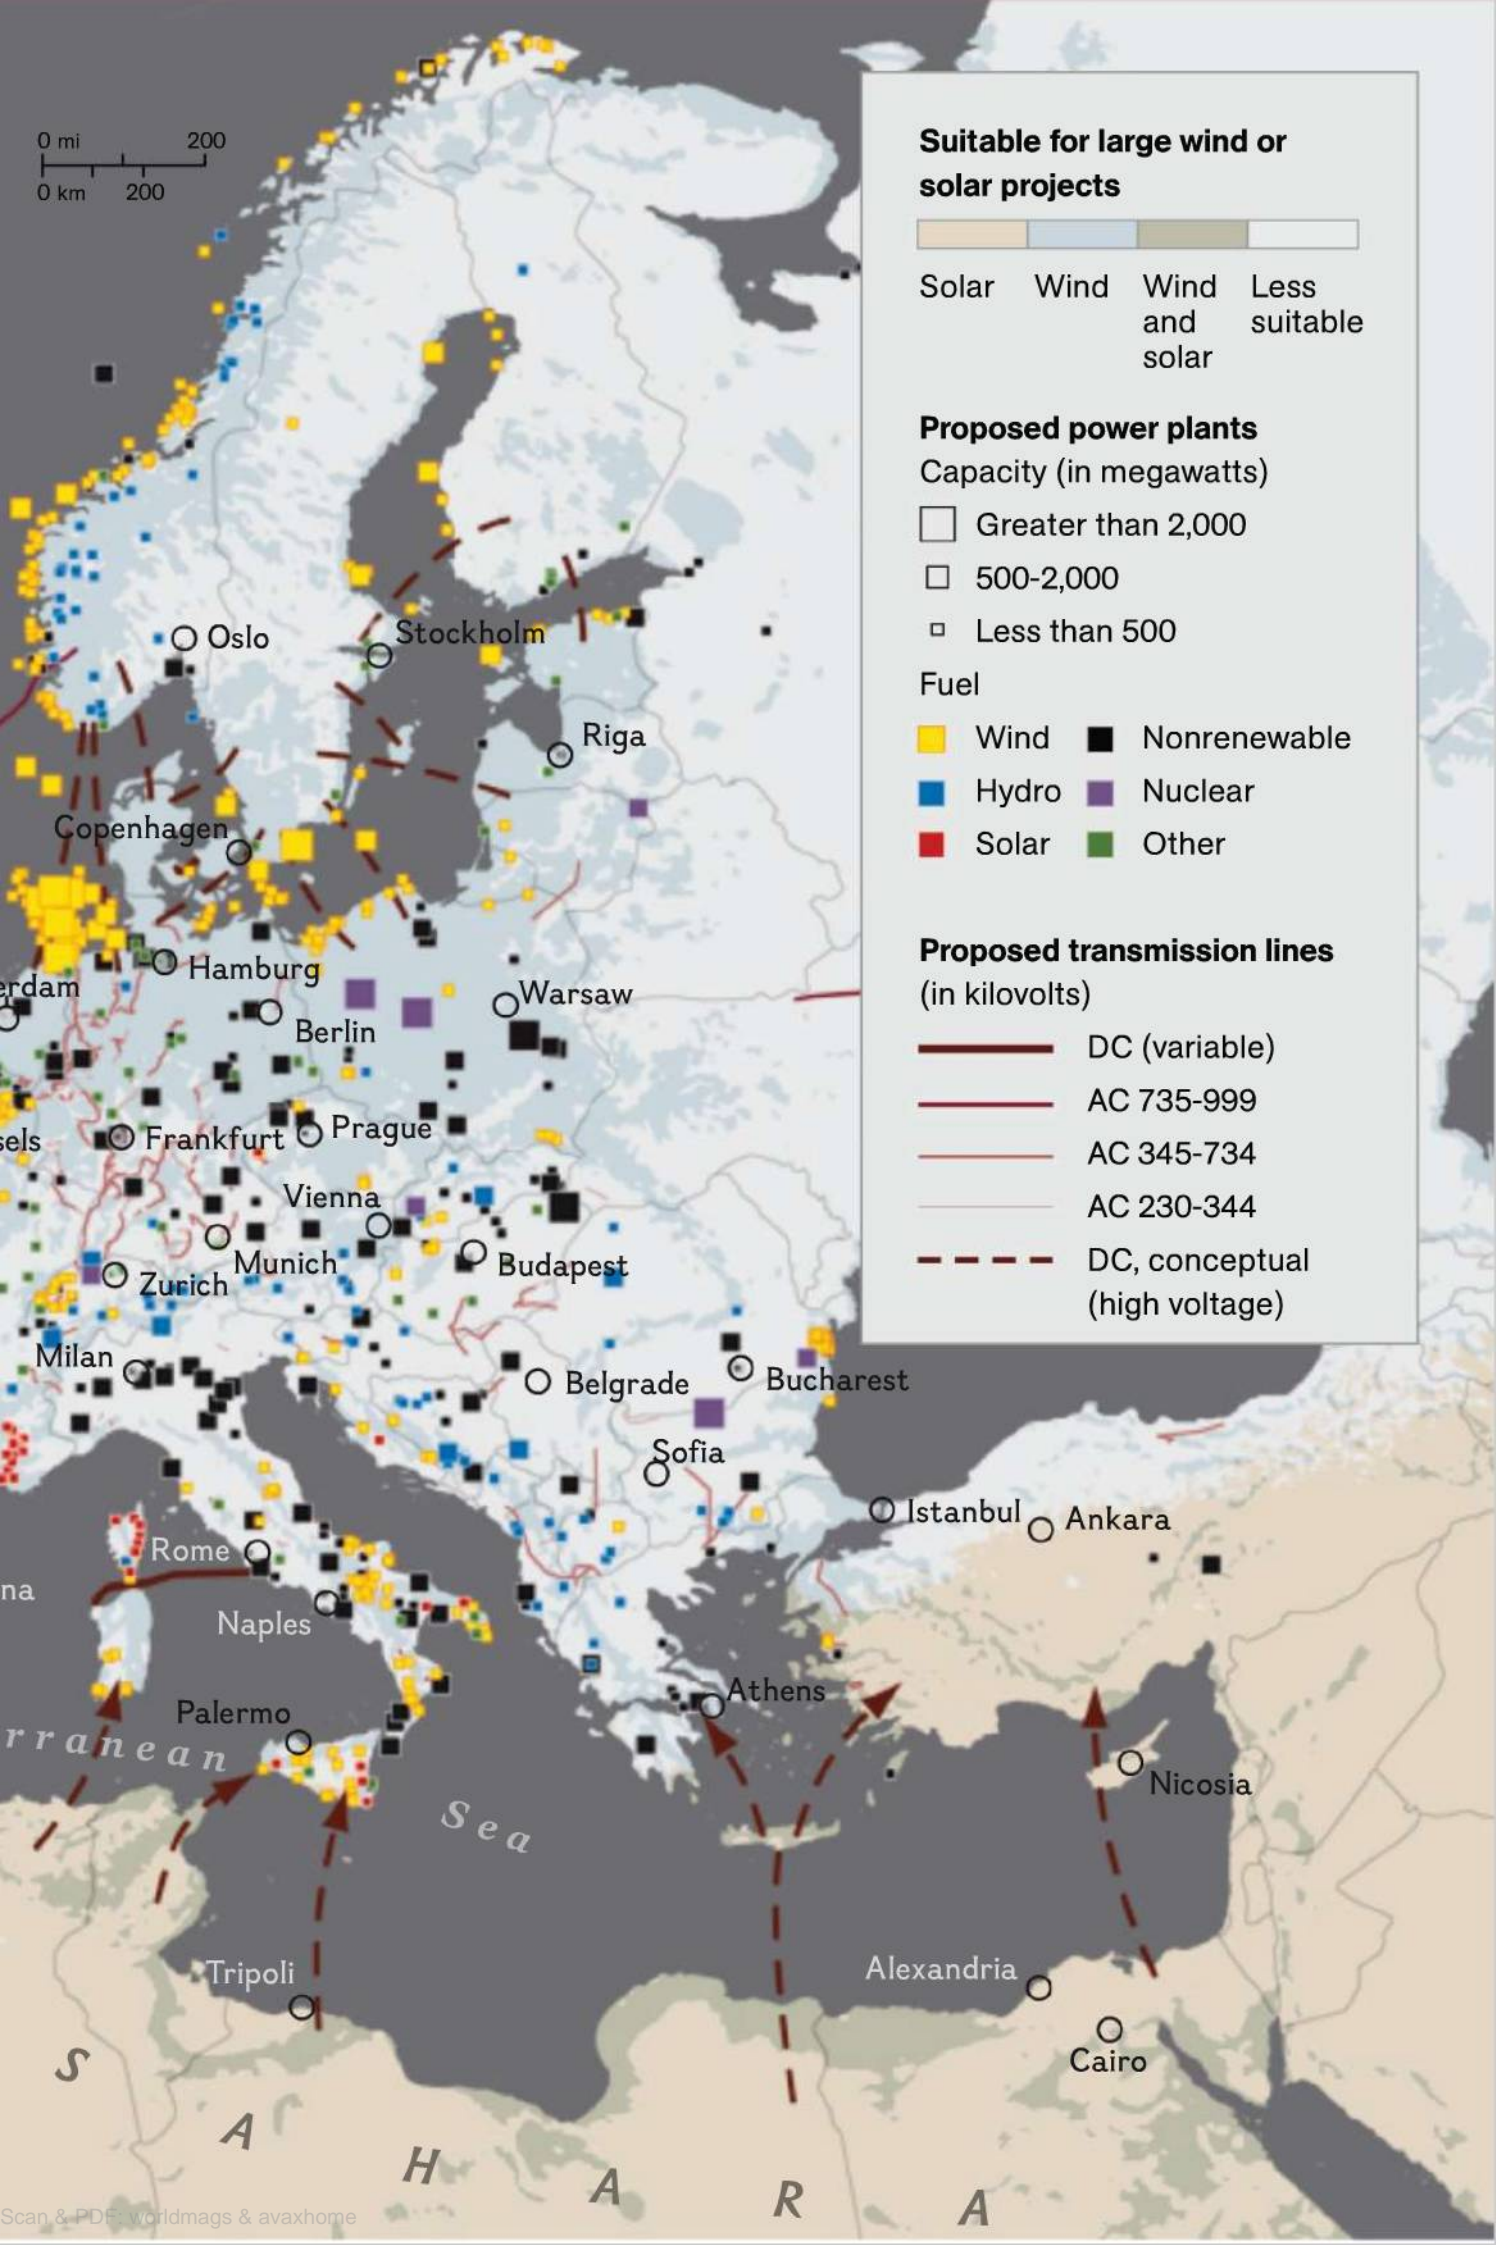 0 mi 200
0 km 200
Suitable for large wind or
solar projects
Solar Wind Wind Less
and suitable
solar
Proposed power plants
Capacity (in megawatts)
Greater than 2,000
500-2,000
Less than 500
Fuel
Wind Nonrenewable
Hydro Nuclear
Solar Other
Proposed transmission lines
(in kilovolts)
DC (variable)
AC 735-999
AC 345-734
AC 230-344
DC, conceptual
(high voltage)
Oslo
Stockholm
Riga
Copenhagen
Hamburg
erdam
Warsaw
Berlin
Prague
sels
Frankfurt
Vienna
Munich
Budapest
Zurich
Milan
Belgrade
Bucharest
Sofia
Istanbul
Ankara
Rome
na
Naples
Athens
Palermo
rranean
Nicosia
Sea
Tripoli
Alexandria
Cairo
SAHARA
Scan & PDF: worldmags & avaxhome